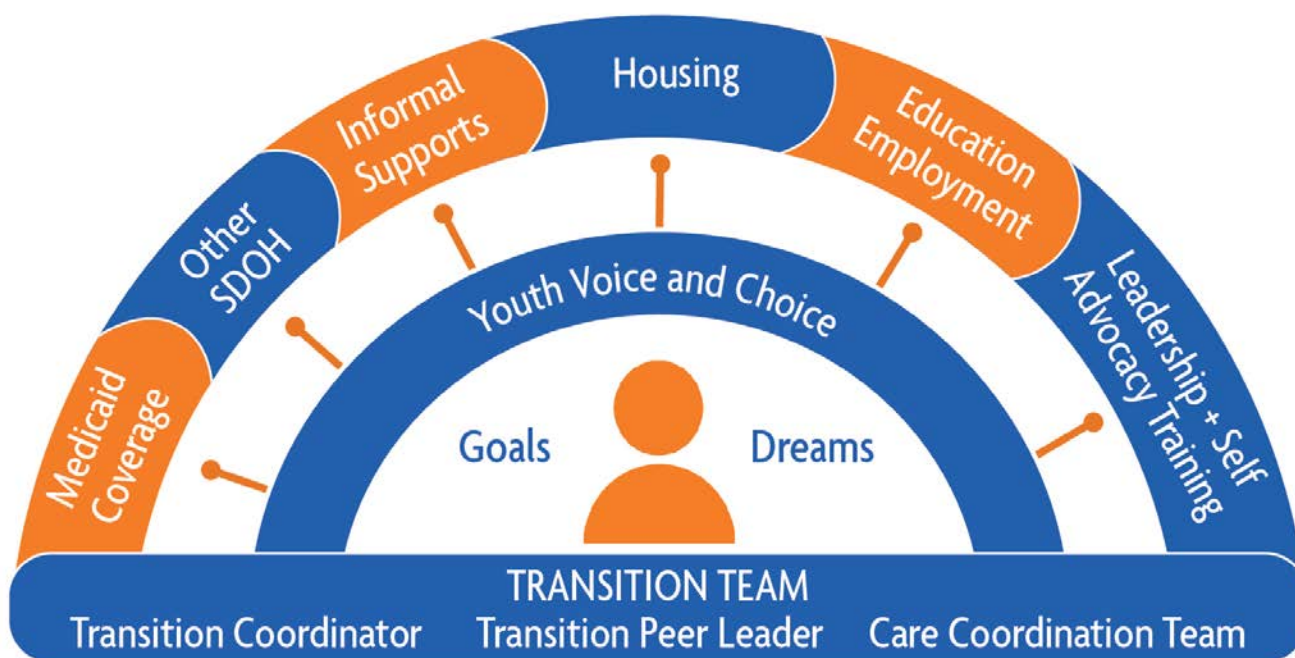 Medicaid
Coverage
Other
SDOH
Informal
Supports
Housing
Education
Employment
Leadership + Self
Advocacy Training
Youth Voice and Choice
Goals
Dreams
TRANSITION TEAM
Transition Coordinator
Transition Peer Leader
Care Coordination Team